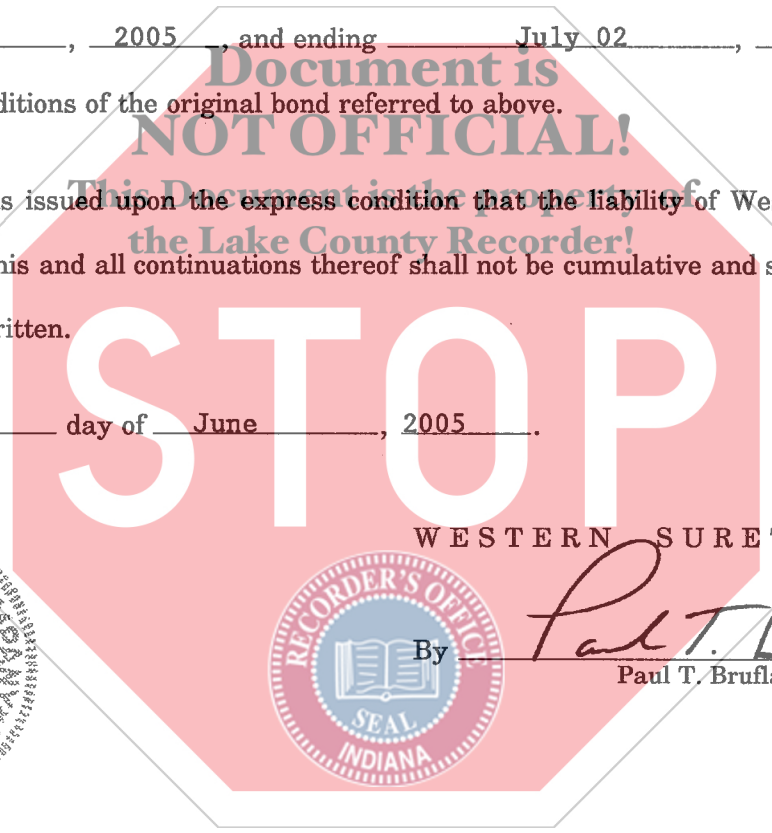 , 2005 , and ending July 02 ,
Document is
ditions of the original bond referred to above.
NOT OFFICIAL!
This Document is the property of
s issued upon the express condition that the liability of We
the Lake County Recorder!
his and all continuations thereof shall not be cumulative and s
ritten.
STOP
day of June , 2005 .
WESTERN SURET
RECORDER'S OFFICE
By Paul T.
Paul T. Brufla
SEAL
INDIANA